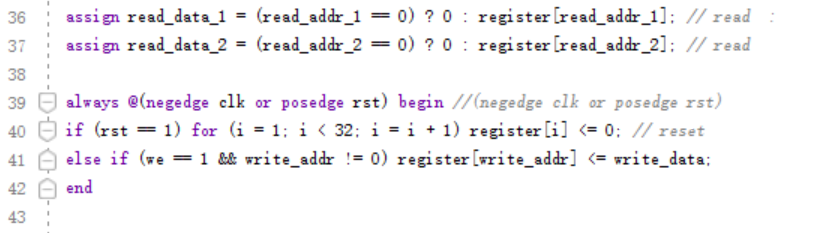 36 assign read_data_1 = (read_addr_1 == 0) ? 0 : register[read_addr_1]; // read :
37 assign read_data_2 = (read_addr_2 == 0) ? 0 : register[read_addr_2]; // read
38
39 always @(negedge clk or posedge rst) begin //(negedge clk or posedge rst)
40 if (rst == 1) for (i = 1; i < 32; i = i + 1) register[i] <= 0; // reset
41 else if (we == 1 && write_addr != 0) register[write_addr] <= write_data;
42 end
43